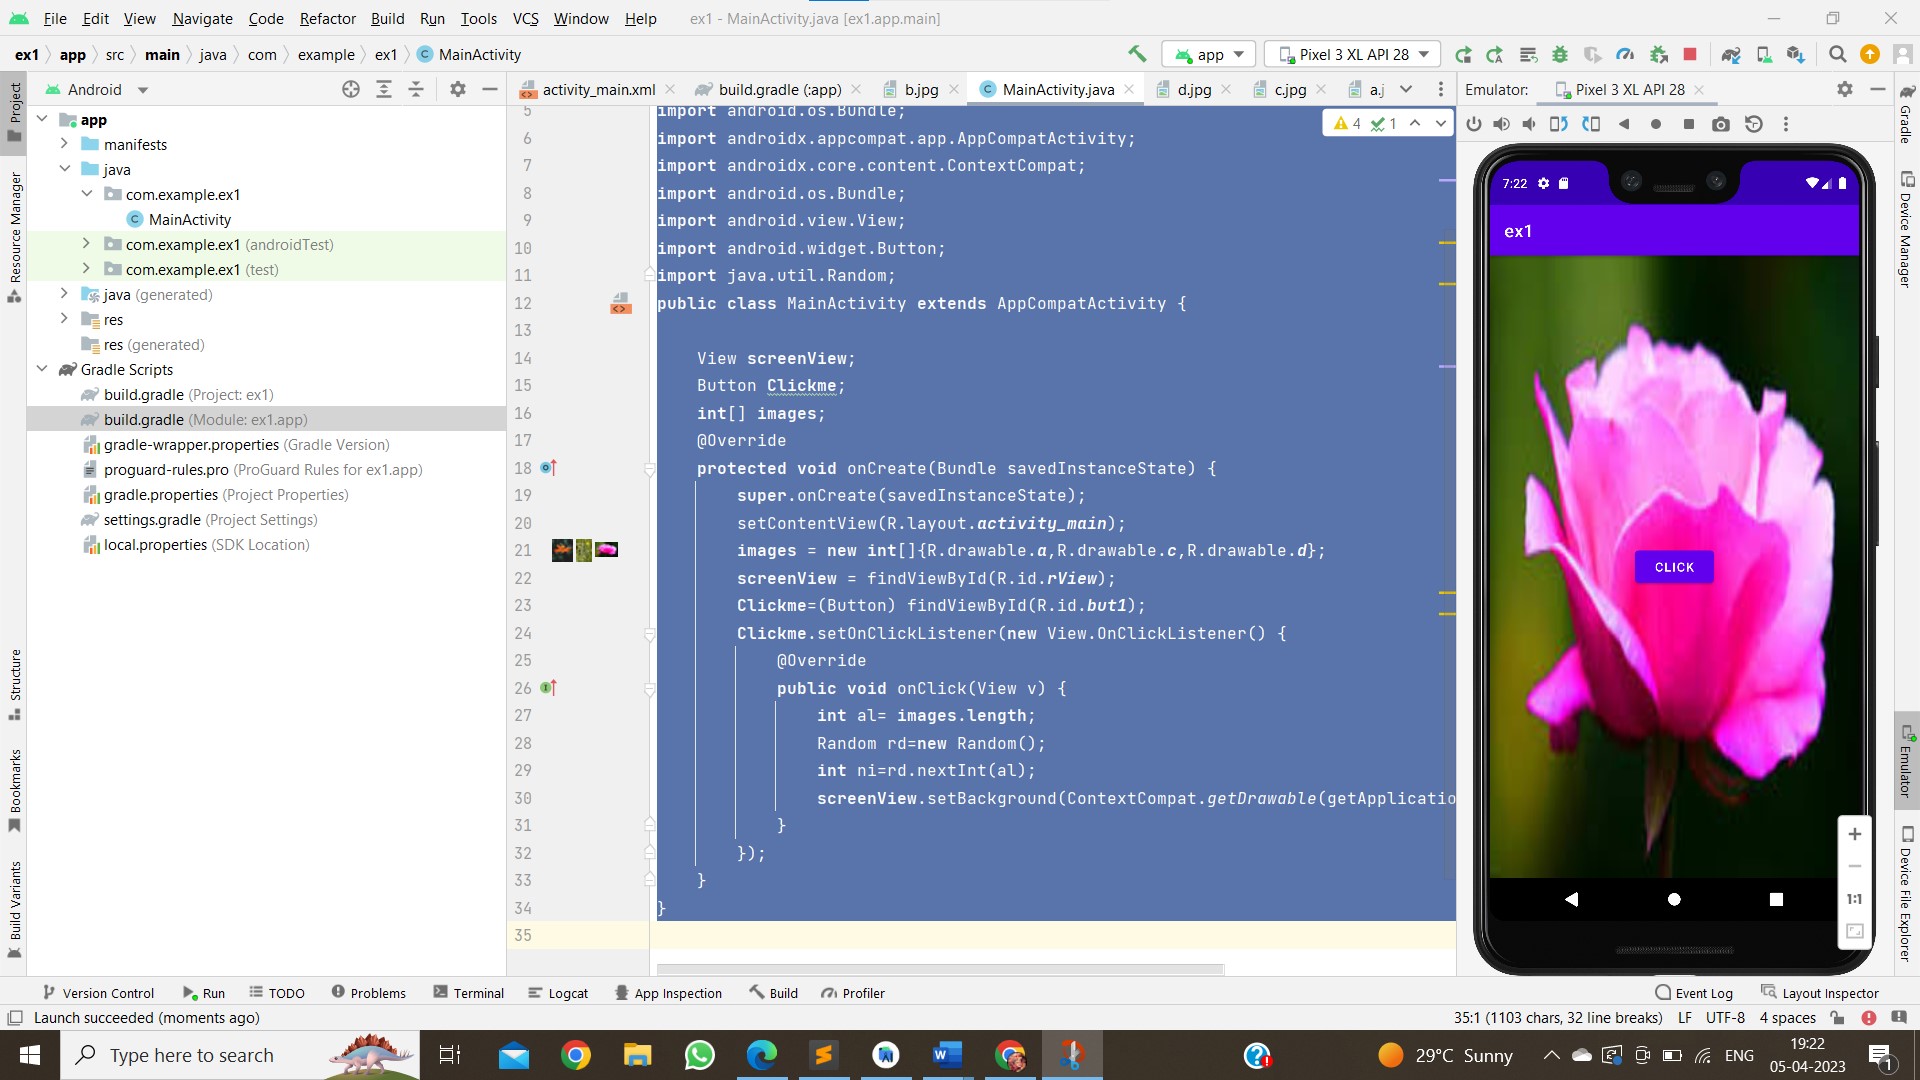 File Edit View Navigate Code Refactor Build Run Tools VCS Window Help ex1 - MainActivity.java [ex1.app.main]
ex1 app src main java com example ex1 MainActivity app Pixel 3 XL API 28
Android activity_main.xml build.gradle (:app) b.jpg MainActivity.java d.jpg c.jpg a.j Emulator: Pixel 3 XL API 28
Project
Resource Manager
Structure
Bookmarks
Build Variants
app
manifests
java
com.example.ex1
MainActivity
com.example.ex1 (androidTest)
com.example.ex1 (test)
java (generated)
res
res (generated)
Gradle Scripts
build.gradle (Project: ex1)
build.gradle (Module: ex1.app)
gradle-wrapper.properties (Gradle Version)
proguard-rules.pro (ProGuard Rules for ex1.app)
gradle.properties (Project Properties)
settings.gradle (Project Settings)
local.properties (SDK Location)
4 1
5 import android.os.Bundle;
6 import androidx.appcompat.app.AppCompatActivity;
7 import androidx.core.content.ContextCompat;
8 import android.os.Bundle;
9 import android.view.View;
10 import android.widget.Button;
11 import java.util.Random;
12 public class MainActivity extends AppCompatActivity {
13
14 View screenView;
15 Button Clickme;
16 int[] images;
17 @Override
18 protected void onCreate(Bundle savedInstanceState) {
19 super.onCreate(savedInstanceState);
20 setContentView(R.layout.activity_main);
21 images = new int[]{R.drawable.a,R.drawable.c,R.drawable.d};
22 screenView = findViewById(R.id.rView);
23 Clickme=(Button) findViewById(R.id.but1);
24 Clickme.setOnClickListener(new View.OnClickListener() {
25 @Override
26 public void onClick(View v) {
27 int al= images.length;
28 Random rd=new Random();
29 int ni=rd.nextInt(al);
30 screenView.setBackground(ContextCompat.getDrawable(getApplicatio
31 }
32 });
33 }
34 }
35
7:22
ex1
CLICK
1:1
Gradle
Device Manager
Emulator
Device File Explorer
Version Control Run TODO Problems Terminal Logcat App Inspection Build Profiler Event Log Layout Inspector
Launch succeeded (moments ago) 35:1 (1103 chars, 32 line breaks) LF UTF-8 4 spaces
Type here to search 29°C Sunny ENG 19:22
05-04-2023
1